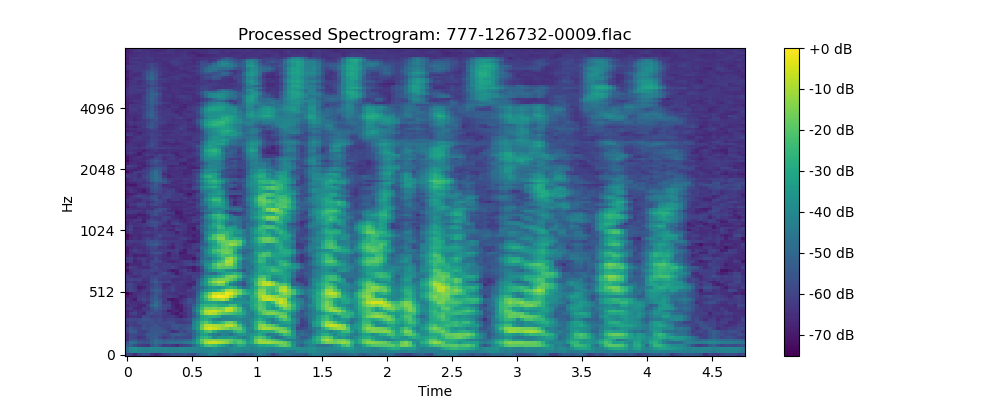 Processed Spectrogram: 777-126732-0009.flac
Hz
4096
2048
1024
512
0
0 0.5 1 1.5 2 2.5 3 3.5 4 4.5
Time
+0 dB
-10 dB
-20 dB
-30 dB
-40 dB
-50 dB
-60 dB
-70 dB